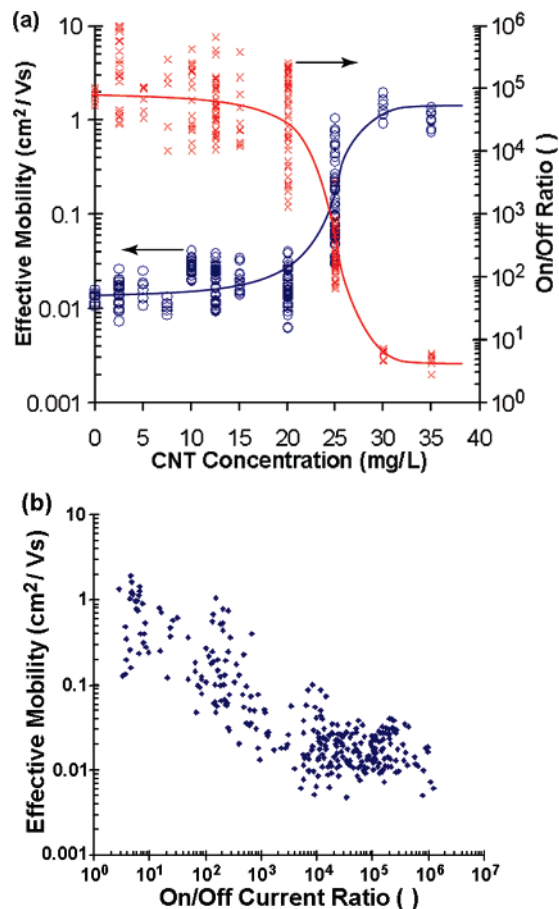 (a)
10
1
0.1
0.01
0.001
Effective Mobility (cm²/ Vs)
10⁶
10⁵
10⁴
10³
10²
10¹
10⁰
On/Off Ratio ( )
0 5 10 15 20 25 30 35 40
CNT Concentration (mg/L)
(b)
10
1
0.1
0.01
0.001
Effective Mobility (cm²/ Vs)
10⁰ 10¹ 10² 10³ 10⁴ 10⁵ 10⁶ 10⁷
On/Off Current Ratio ( )